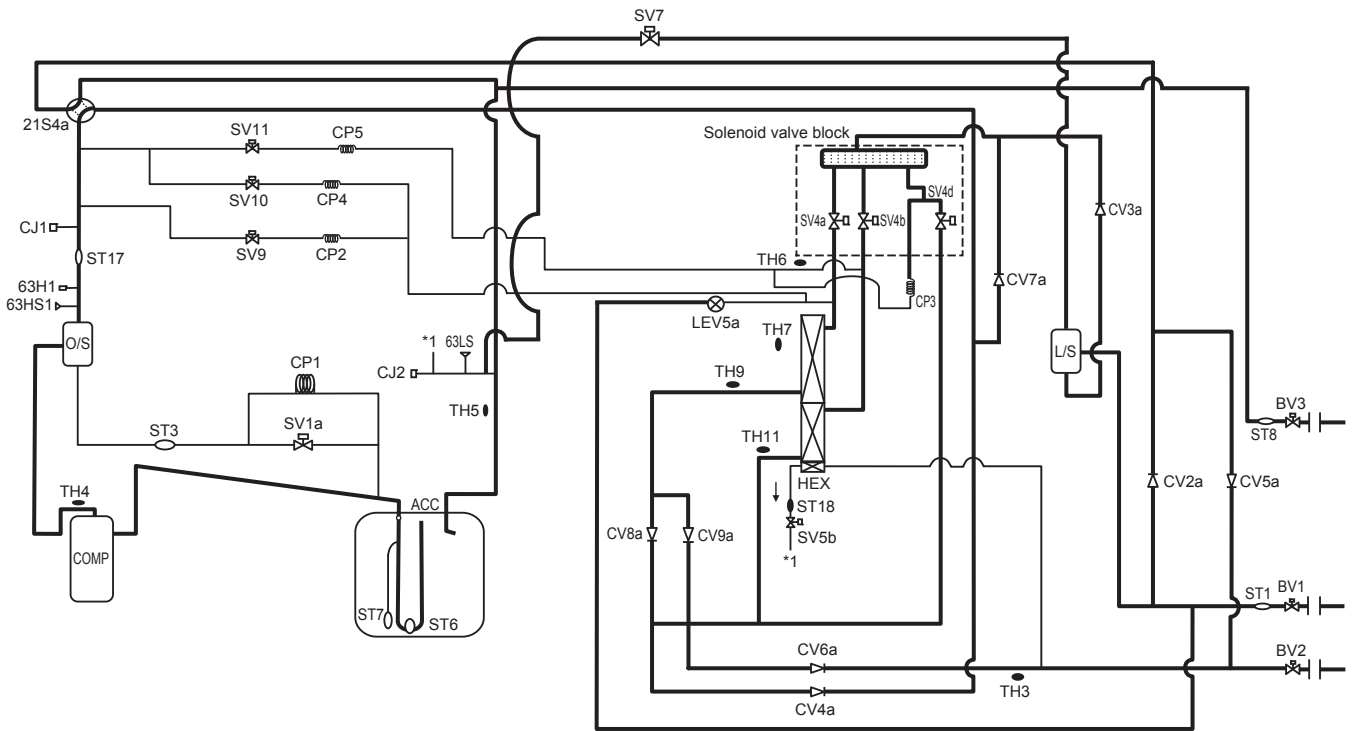 SV7
21S4a
SV11
CP5
Solenoid valve block
SV10
CP4
SV4a
SV4b
SV4d
CJ1
ST17
SV9
CP2
CV3a
TH6
63H1
63HS1
CP3
CV7a
LEV5a
TH7
O/S
*1
63LS
L/S
CP1
CJ2
TH9
TH5
BV3
ST8
SV1a
ST3
TH11
HEX
CV2a
CV5a
TH4
ACC
ST18
CV8a
CV9a
SV5b
COMP
*1
ST1
BV1
ST7
ST6
CV6a
BV2
TH3
CV4a